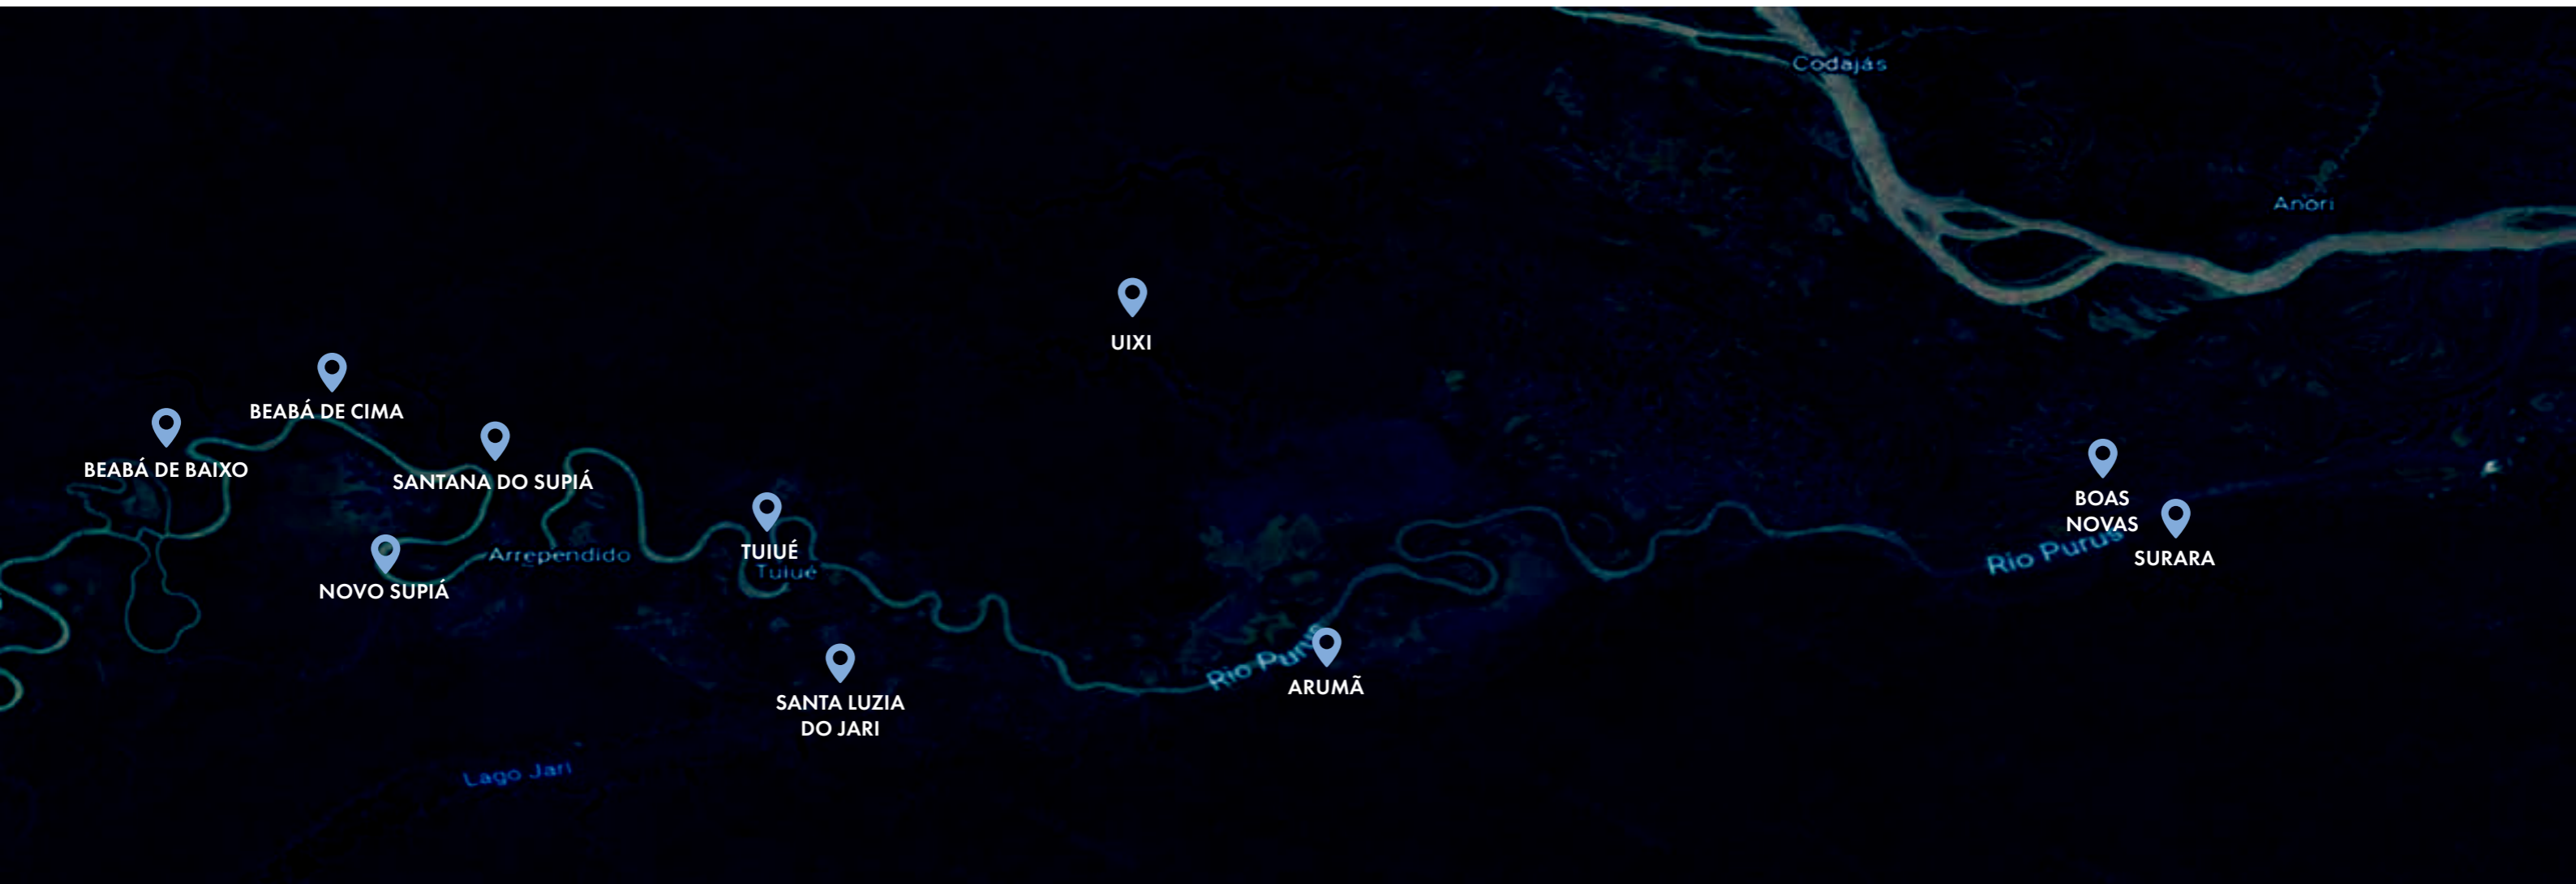 Codajás
Anori
UIXI
BEABÁ DE CIMA
BEABÁ DE BAIXO
SANTANA DO SUPIÁ
BOAS
NOVAS
TUIUÉ
Tuiué
Arrependido
Rio Purus
SURARA
NOVO SUPIÁ
Rio Purus
ARUMÃ
SANTA LUZIA
DO JARI
Lago Jari